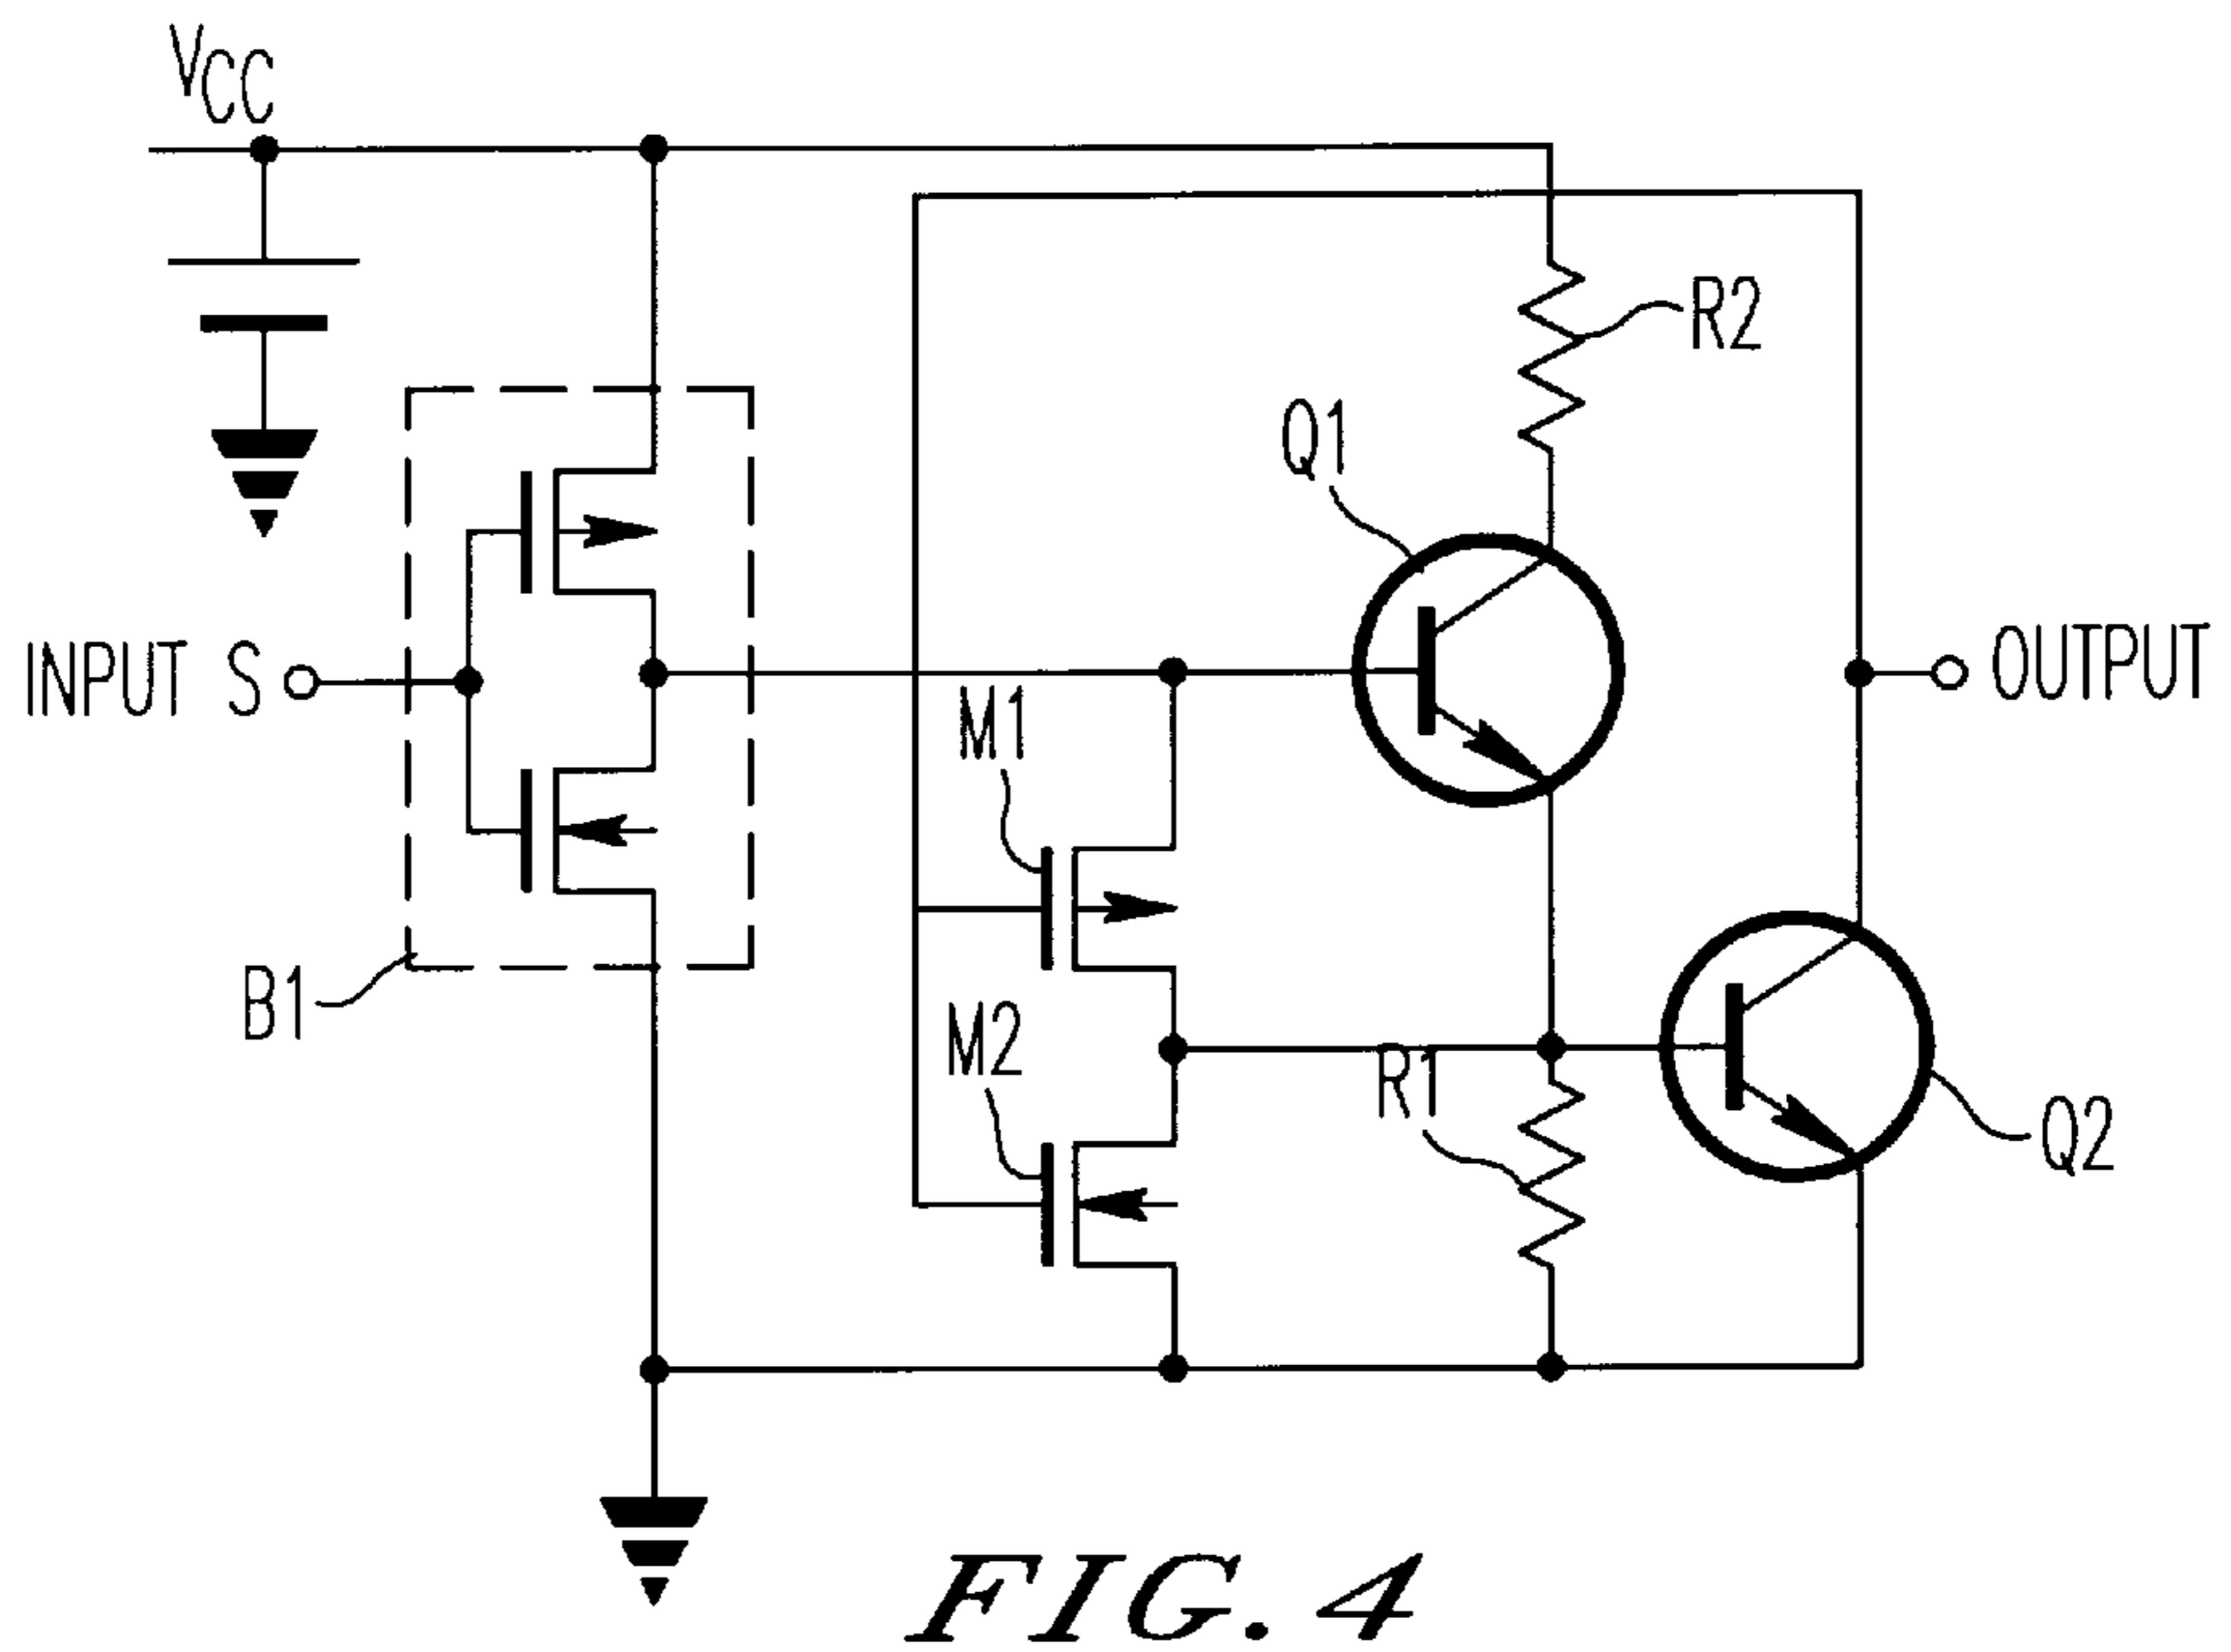 VCC
R2
Q1
INPUT S
OUTPUT
M1
B1
M2
R1
Q2
FIG. 4